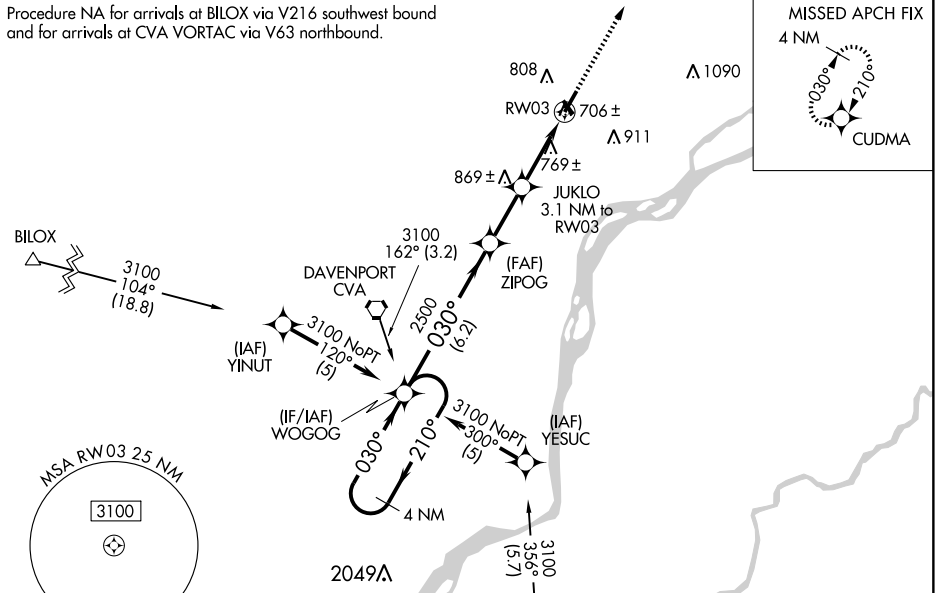 Procedure NA for arrivals at BILOX via V216 southwest bound
and for arrivals at CVA VORTAC via V63 northbound.
MISSED APCH FIX
4 NM
030°
210°
CUDMA
808
1090
RW03
706 ±
911
769 ±
869 ±
JUKLO
3.1 NM to
RW03
(FAF)
ZIPOG
3100
162° (3.2)
DAVENPORT
CVA
BILOX
3100
104°
(18.8)
2500
030°
(6.2)
(IAF)
YINUT
3100 NoPT
120°
(5)
(IF/IAF)
WOGOG
3100 NoPT
300°
(5)
(IAF)
YESUC
030°
210°
4 NM
MSA RW03 25 NM
3100
2049
3100
356°
(5.7)